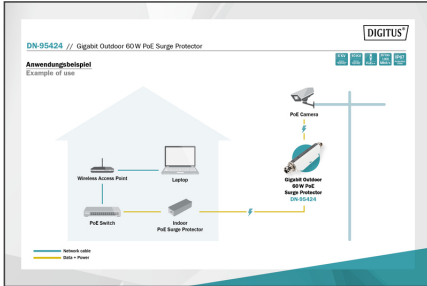 DIGITUS®
DN-95424 // Gigabit Outdoor 60 W PoE Surge Protector
Anwendungsbeispiel
Example of use
IP67
PoE Camera
Wireless Access Point
Laptop
Gigabit Outdoor
60 W PoE
Surge Protector
DN-95424
PoE Switch
Indoor
PoE Surge Protector
Network cable
Data + Power